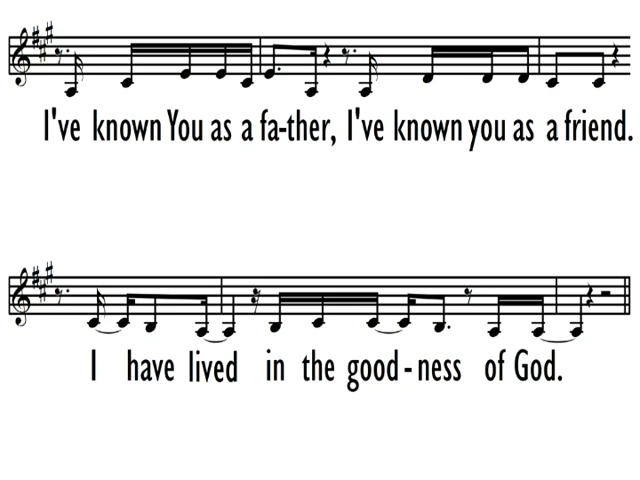 I've known You as a fa-ther, I've known you as a friend.
I have lived in the good-ness of God.